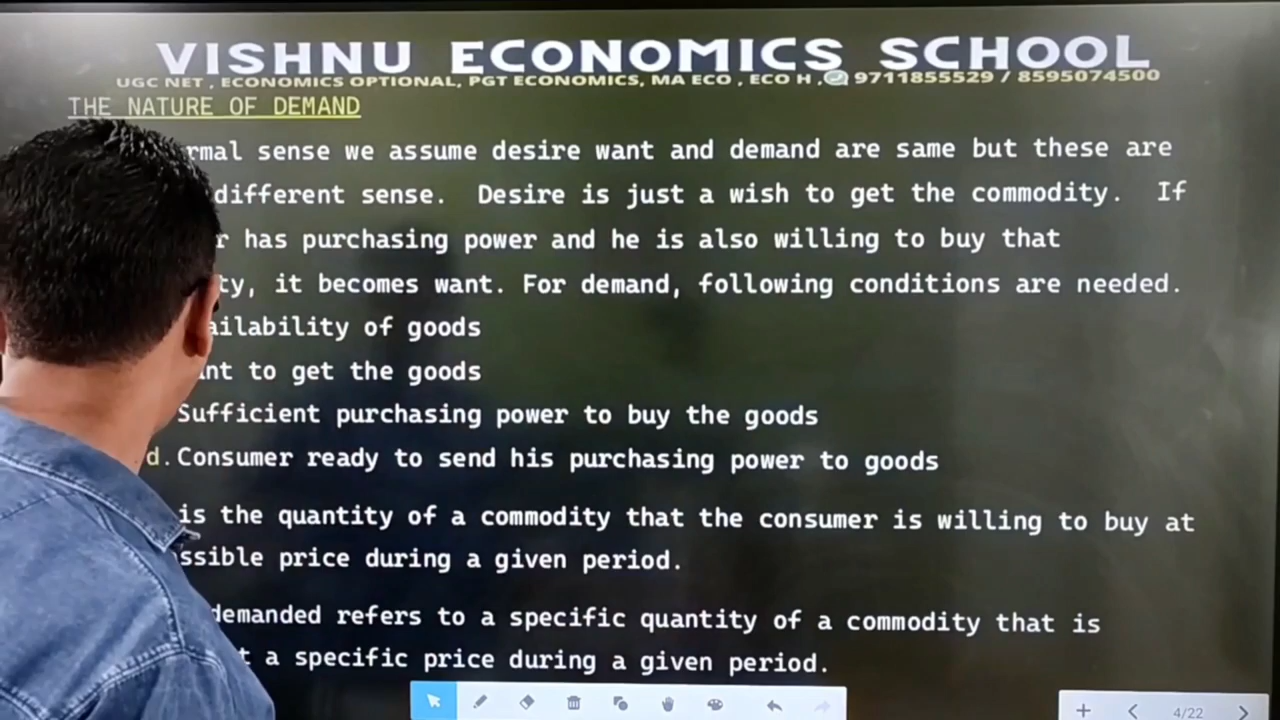 VISHNU ECONOMICS SCHOOL
UGC NET , ECONOMICS OPTIONAL, PGT ECONOMICS, MA ECO , ECO H , 9711855529 / 8595074500
THE NATURE OF DEMAND
rmal sense we assume desire want and demand are same but these are
different sense. Desire is just a wish to get the commodity. If
r has purchasing power and he is also willing to buy that
ty, it becomes want. For demand, following conditions are needed.
ailability of goods
nt to get the goods
Sufficient purchasing power to buy the goods
d. Consumer ready to send his purchasing power to goods
is the quantity of a commodity that the consumer is willing to buy at
ssible price during a given period.
demanded refers to a specific quantity of a commodity that is
t a specific price during a given period.
4/22